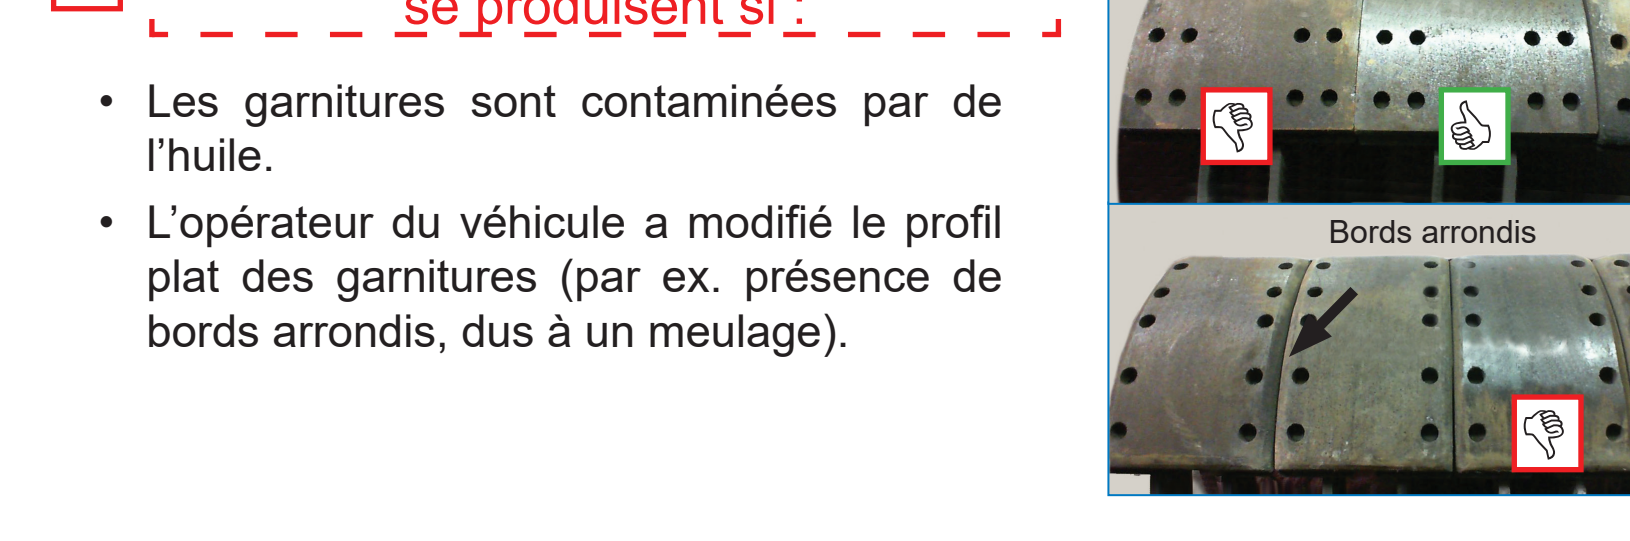 se produisent si :
• Les garnitures sont contaminées par de
l’huile.
• L’opérateur du véhicule a modifié le profil
plat des garnitures (par ex. présence de
bords arrondis, dus à un meulage).
Bords arrondis